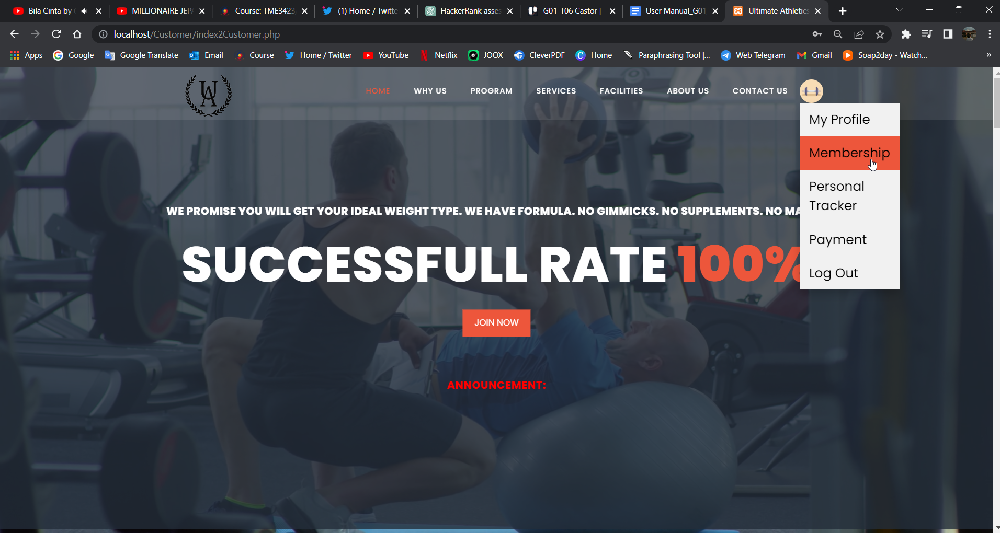 Bila Cinta by
MILLIONAIRE JEP
Course: TME3423
(1) Home / Twitte
HackerRank asses
G01-T06 Castor |
User Manual_G01
Ultimate Athletics
localhost/Customer/index2Customer.php
Apps
Google
Google Translate
Email
Course
Home / Twitter
YouTube
Netflix
JOOX
CleverPDF
Home
Paraphrasing Tool |...
Web Telegram
Gmail
Soap2day - Watch...
»
UA
HOME
WHY US
PROGRAM
SERVICES
FACILITIES
ABOUT US
CONTACT US
My Profile
Membership
Personal
Tracker
Payment
Log Out
WE PROMISE YOU WILL GET YOUR IDEAL WEIGHT TYPE. WE HAVE FORMULA. NO GIMMICKS. NO SUPPLEMENTS. NO MA
SUCCESSFULL RATE 100%
JOIN NOW
ANNOUNCEMENT: